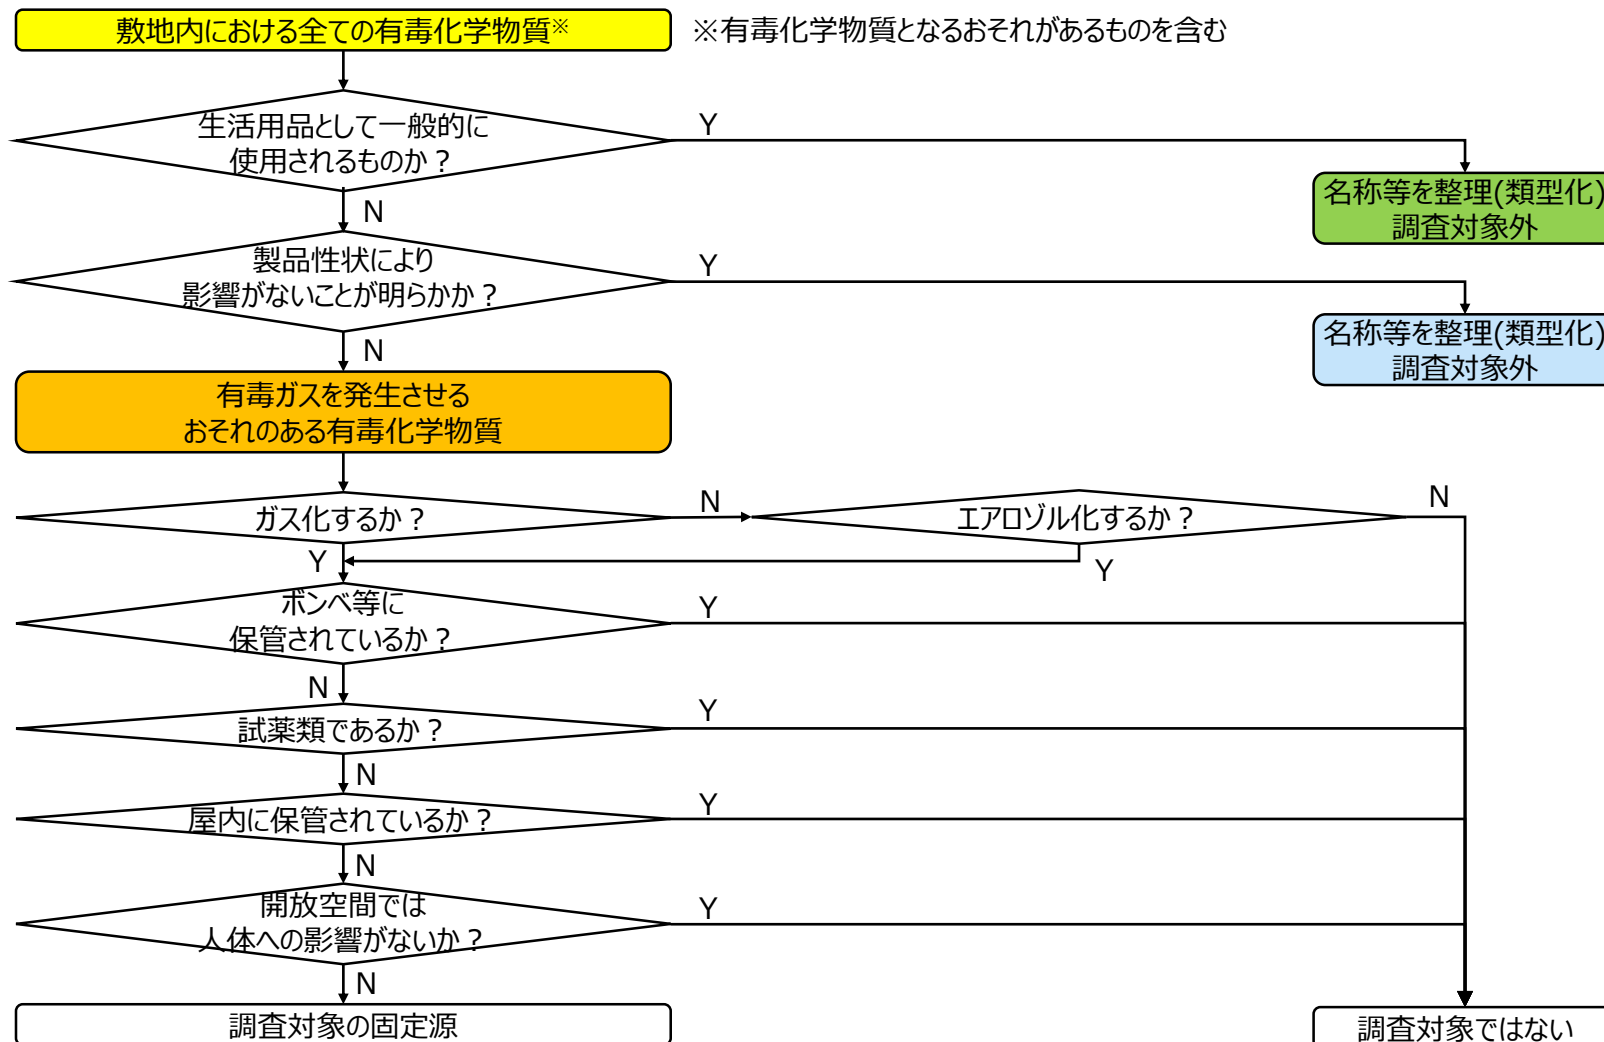 敷地内における全ての有毒化学物質※
※有毒化学物質となるおそれがあるものを含む
生活用品として一般的に
使用されるものか？
Y
N
名称等を整理(類型化)
調査対象外
製品性状により
影響がないことが明らかか？
Y
N
名称等を整理(類型化)
調査対象外
有毒ガスを発生させる
おそれのある有毒化学物質
ガス化するか？
N
エアロゾル化するか？
N
Y
Y
ボンベ等に
保管されているか？
Y
N
試薬類であるか？
Y
N
屋内に保管されているか？
Y
N
開放空間では
人体への影響がないか？
Y
N
調査対象の固定源
調査対象ではない